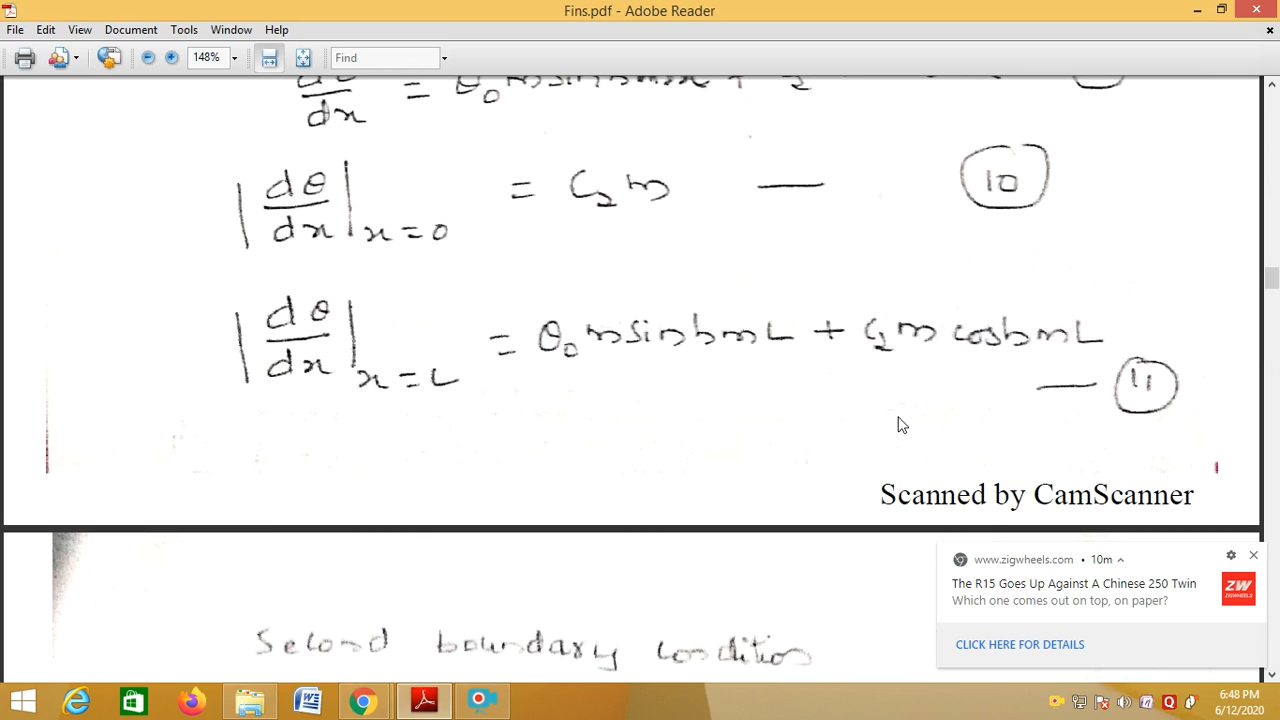 Fins.pdf - Adobe Reader
File Edit View Document Tools Window Help
148% Find
dx =
|dθ/dx| x=0 = C₂m — 10
|dθ/dx| x=L = θ₀ m sinh mL + C₂ m cosh mL
— 11
Scanned by CamScanner
Second boundary condition
www.zigwheels.com • 10m
The R15 Goes Up Against A Chinese 250 Twin
Which one comes out on top, on paper?
ZW
ZIGWHEELS
CLICK HERE FOR DETAILS
6:48 PM
6/12/2020